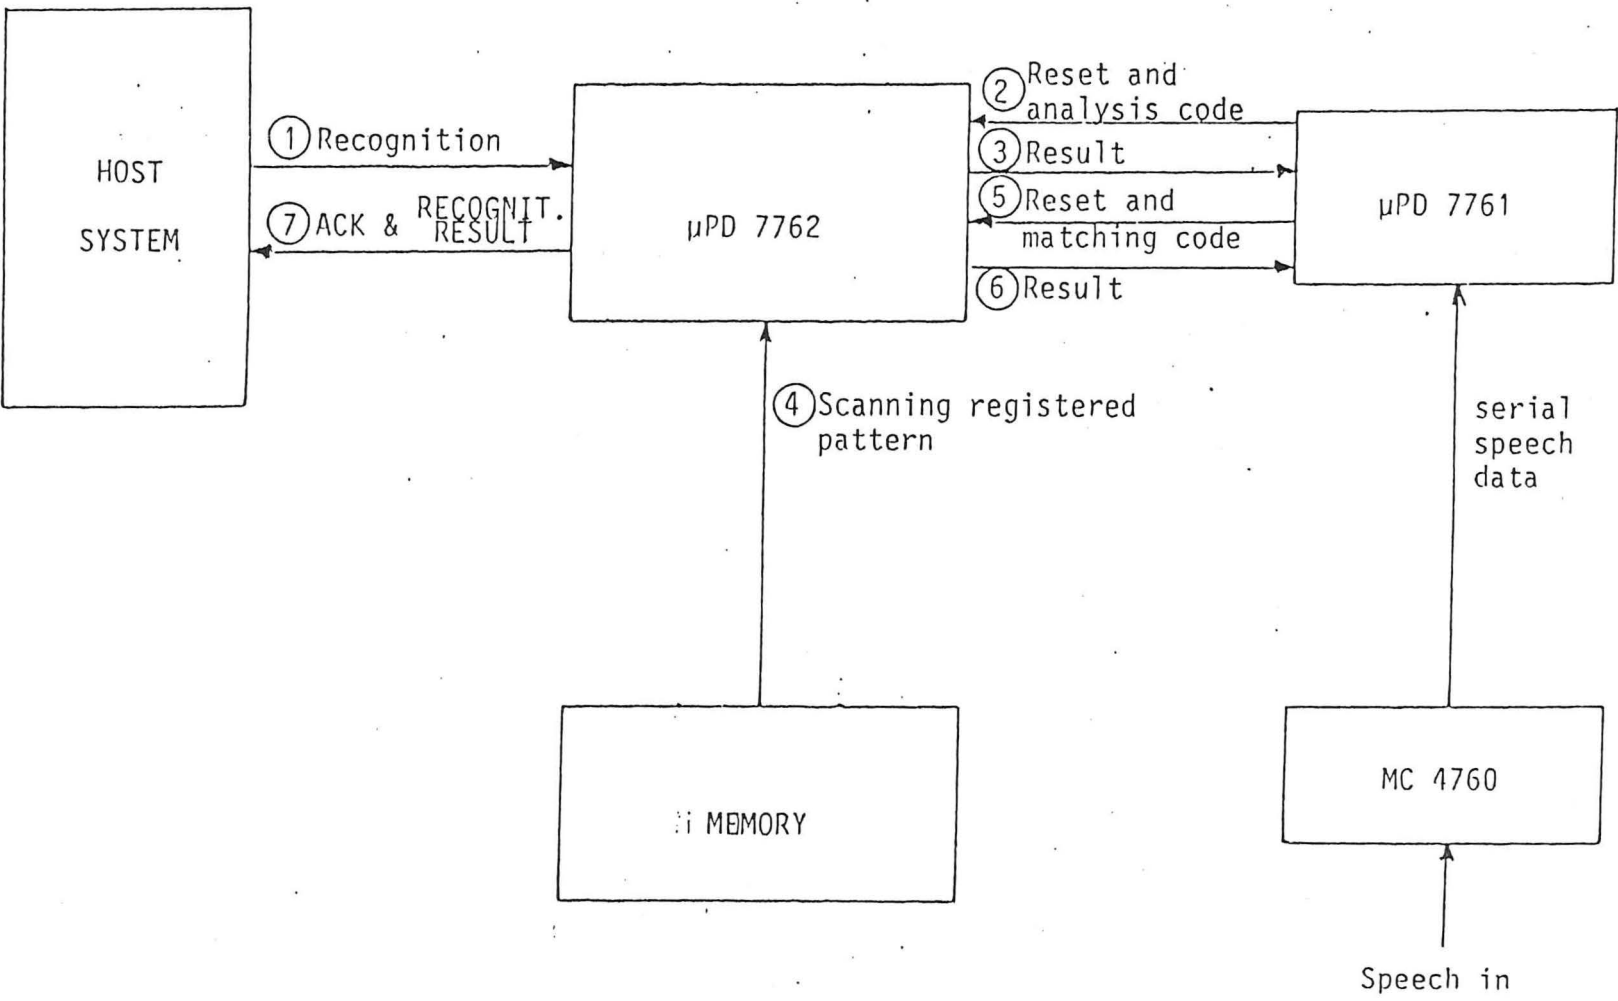 HOST
SYSTEM
① Recognition
⑦ ACK & RECOGNIT.
RESULT
μPD 7762
② Reset and
analysis code
③ Result
⑤ Reset and
matching code
⑥ Result
μPD 7761
④ Scanning registered
pattern
serial
speech
data
MEMORY
MC 4760
Speech in